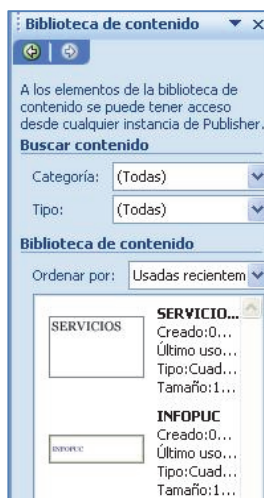 Biblioteca de contenido
A los elementos de la biblioteca de
contenido se puede tener acceso
desde cualquier instancia de Publisher.
Buscar contenido
Categoría: (Todas)
Tipo: (Todas)
Biblioteca de contenido
Ordenar por: Usadas recientem
SERVICIOS
SERVICIO...
Creado:0...
Último uso...
Tipo:Cuad...
Tamaño:1...
INFOPUC
INFOPUC
Creado:0...
Último uso...
Tipo:Cuad...
Tamaño:1...